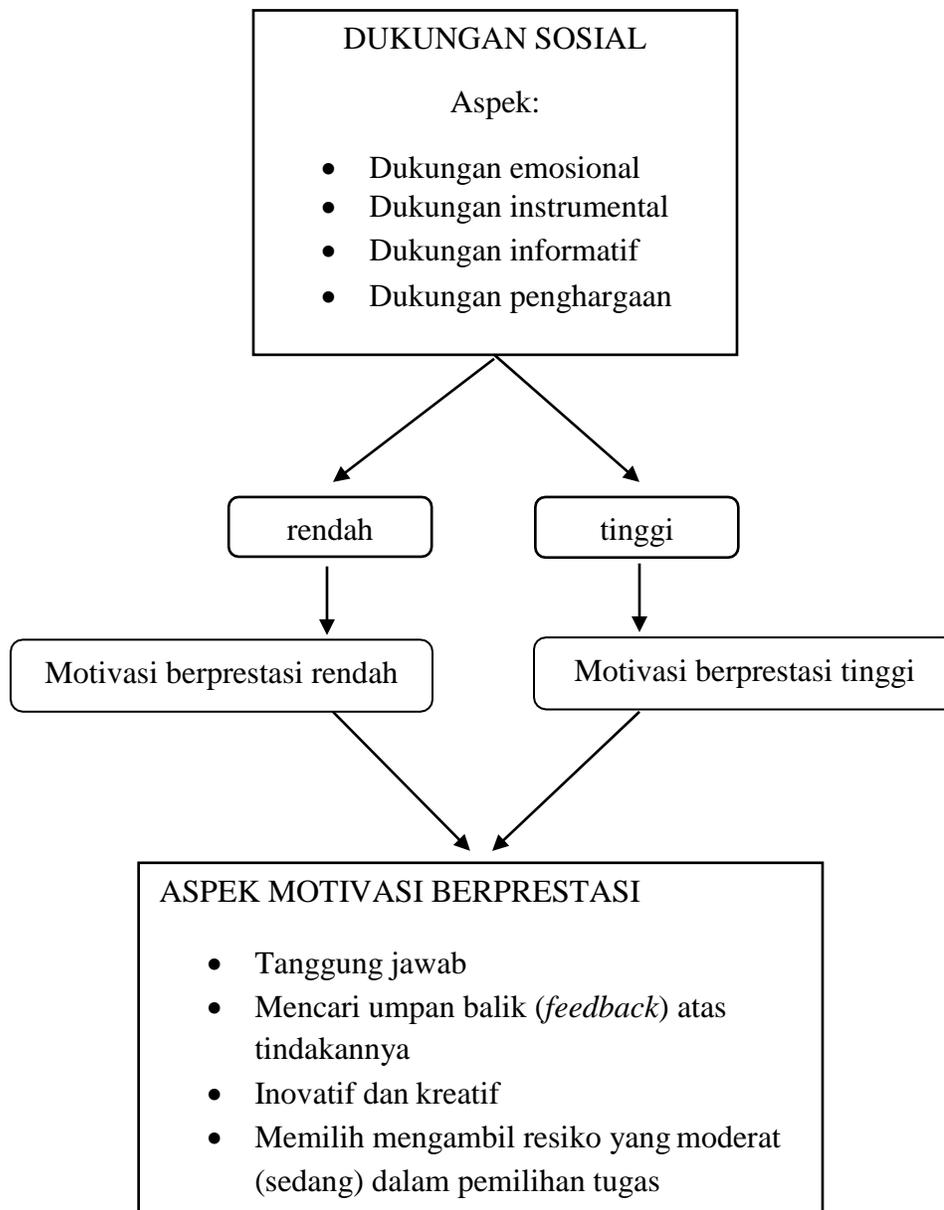 DUKUNGAN SOSIAL
Aspek:
• Dukungan emosional
• Dukungan instrumental
• Dukungan informatif
• Dukungan penghargaan
rendah
tinggi
Motivasi berprestasi rendah
Motivasi berprestasi tinggi
ASPEK MOTIVASI BERPRESTASI
• Tanggung jawab
• Mencari umpan balik (feedback) atas
tindakannya
• Inovatif dan kreatif
• Memilih mengambil resiko yang moderat
(sedang) dalam pemilihan tugas